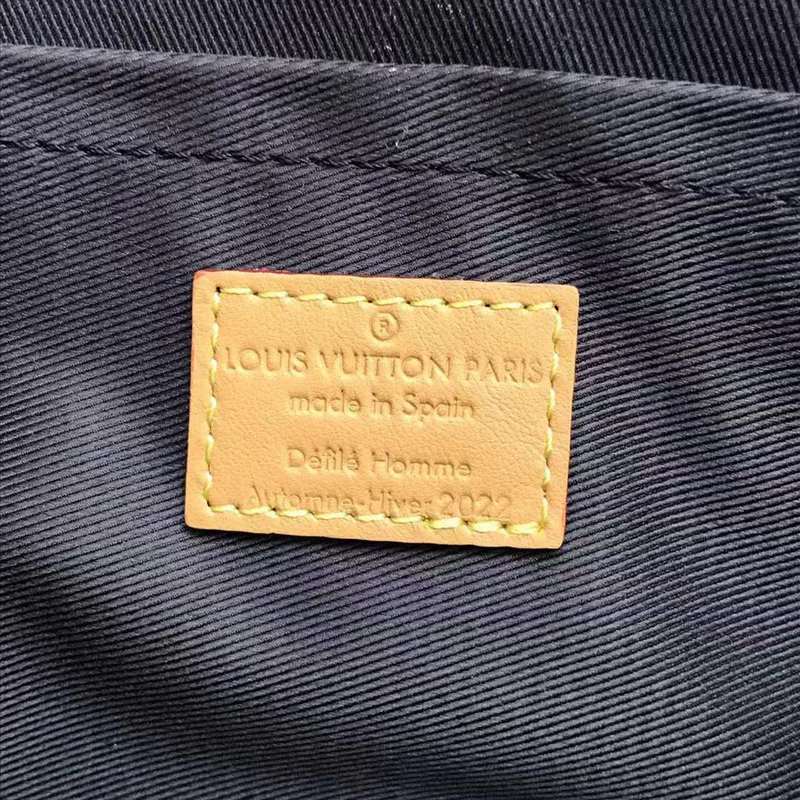 ®
LOUIS VUITTON PARIS
made in Spain
Défilé Homme
Automne-Hiver 2022